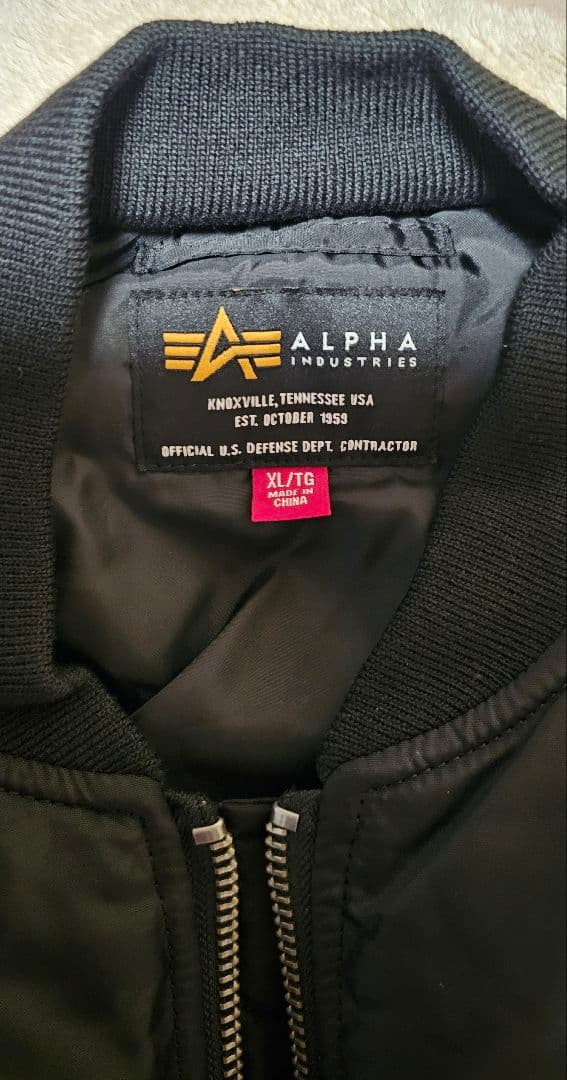 ALPHA
INDUSTRIES
KNOXVILLE, TENNESSEE USA
EST. OCTOBER 1959
OFFICIAL U.S. DEFENSE DEPT. CONTRACTOR
XL/TG
MADE IN
CHINA